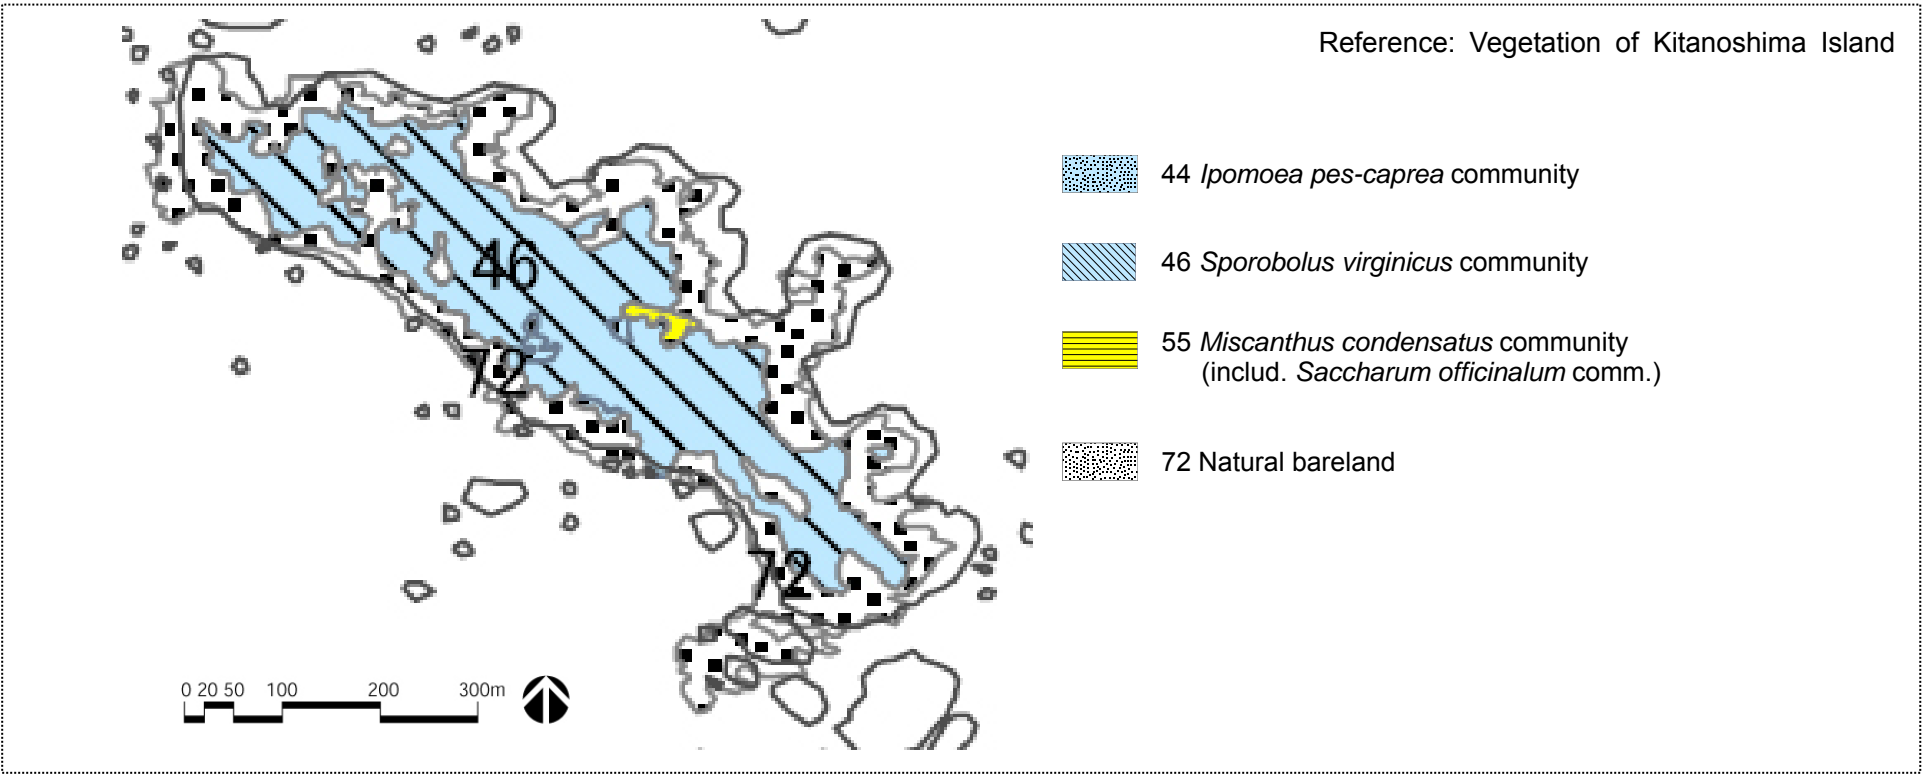 Reference: Vegetation of Kitanoshima Island
44 Ipomoea pes-caprea community
46 Sporobolus virginicus community
55 Miscanthus condensatus community
(includ. Saccharum officinalum comm.)
72 Natural bareland
46
72
72
0 20 50 100 200 300m